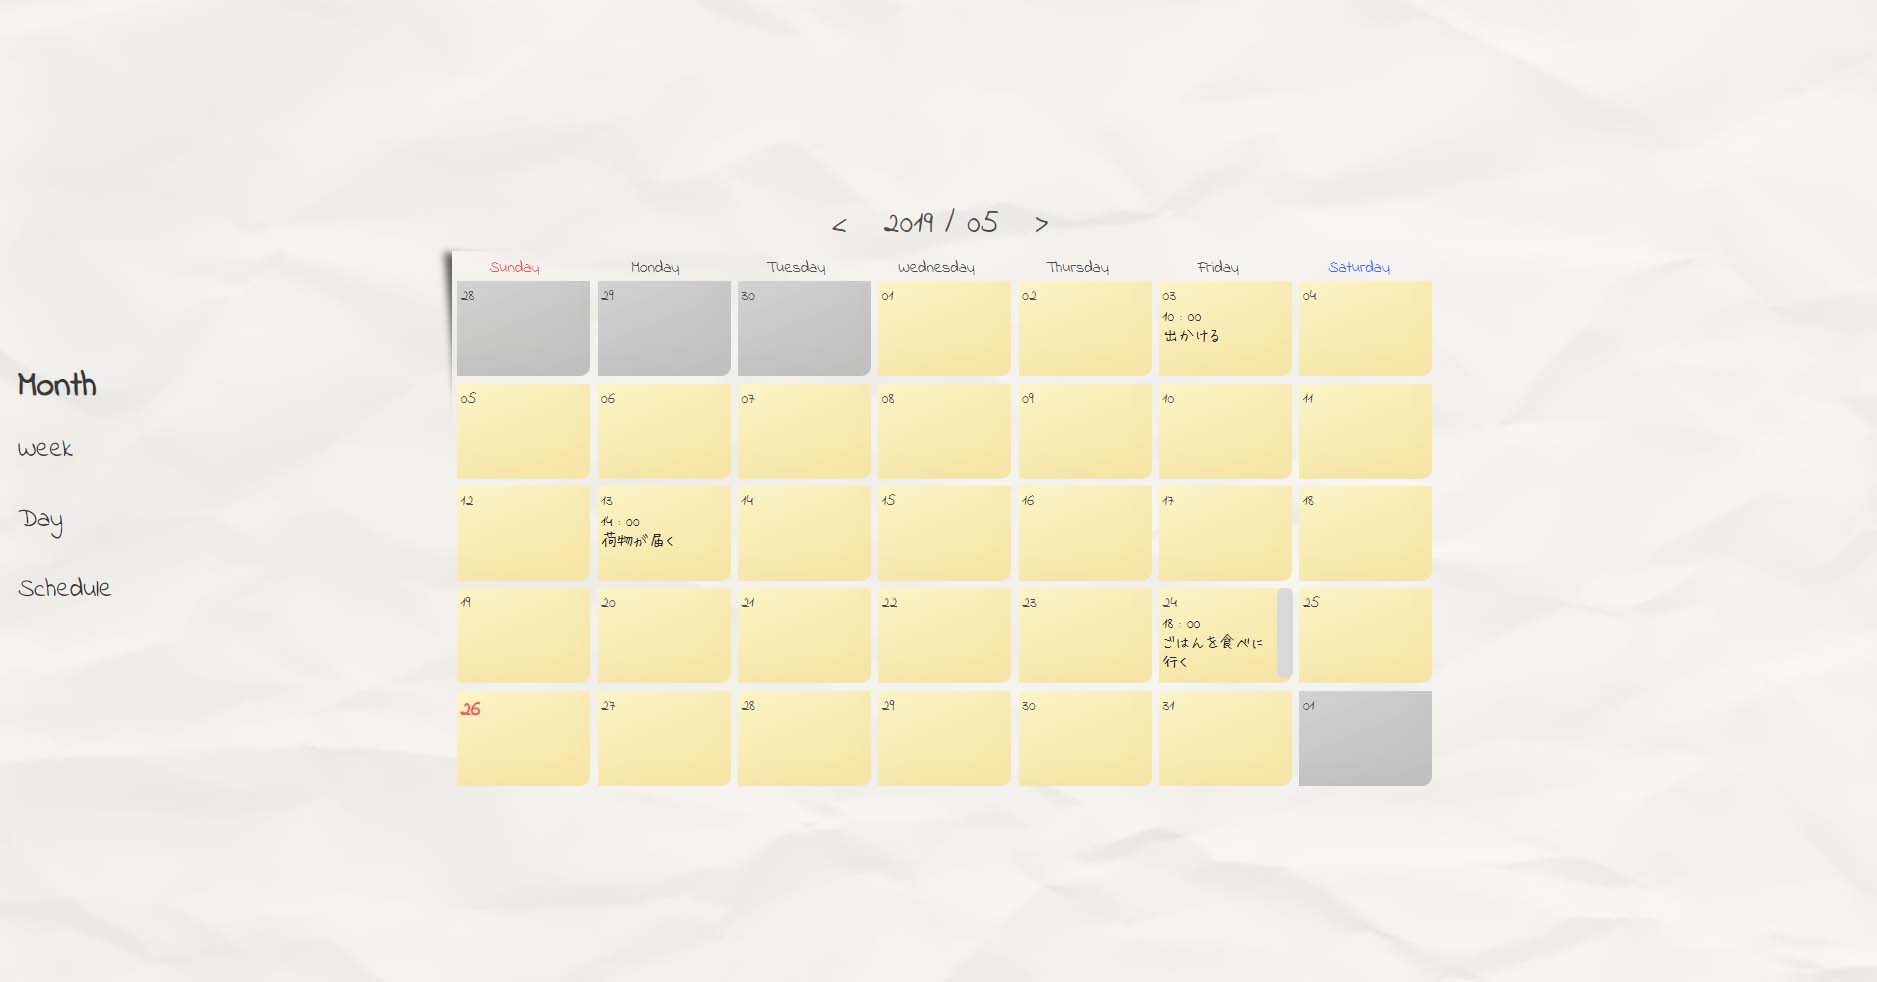 < 2019 / 05 >
Sunday Monday Tuesday Wednesday Thursday Friday Saturday
28 29 30 01 02 03 04
10 : 00
出かける
Month
05 06 07 08 09 10 11
Week
12 13 14 15 16 17 18
14 : 00
荷物が届く
Day
Schedule
19 20 21 22 23 24 25
18 : 00
ごはんを食べに
行く
26 27 28 29 30 31 01